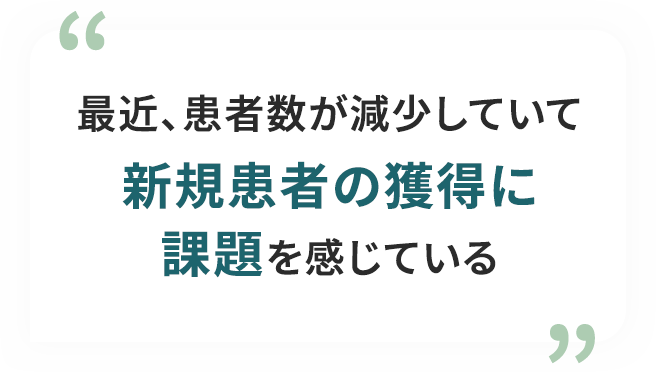 “
最近、患者数が減少していて
新規患者の獲得に
課題を感じている
”